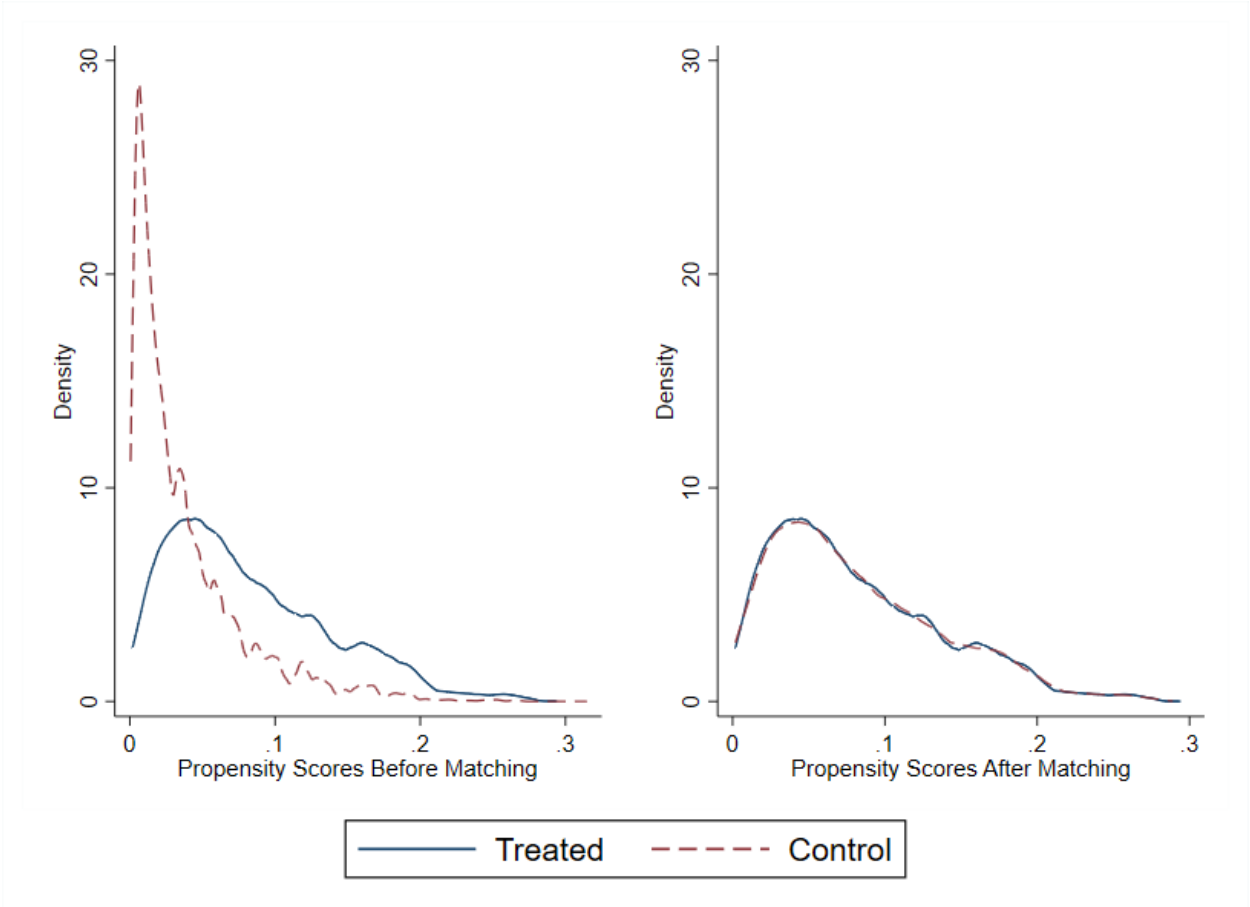 30
20
10
0
Density
0 .1 .2 .3
Propensity Scores Before Matching
30
20
10
0
Density
0 .1 .2 .3
Propensity Scores After Matching
Treated Control